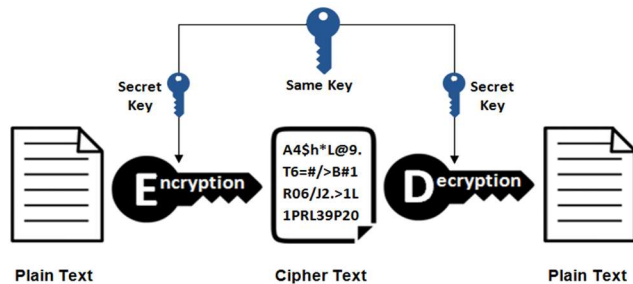 Secret
Key
Same Key
Secret
Key
Encryption
A4$h*L@9.
T6=#/>B#1
R06/J2.>1L
1PRL39P20
Decryption
Plain Text
Cipher Text
Plain Text